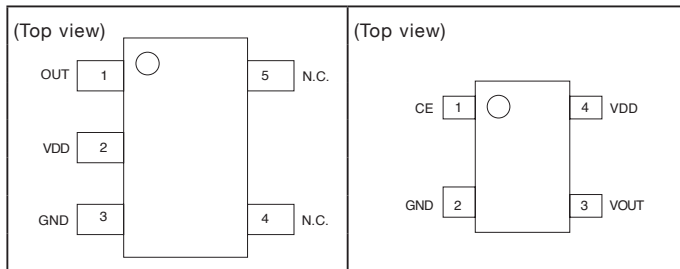 (Top view)
OUT 1 5 N.C.
VDD 2
GND 3 4 N.C.
(Top view)
CE 1 4 VDD
GND 2 3 VOUT